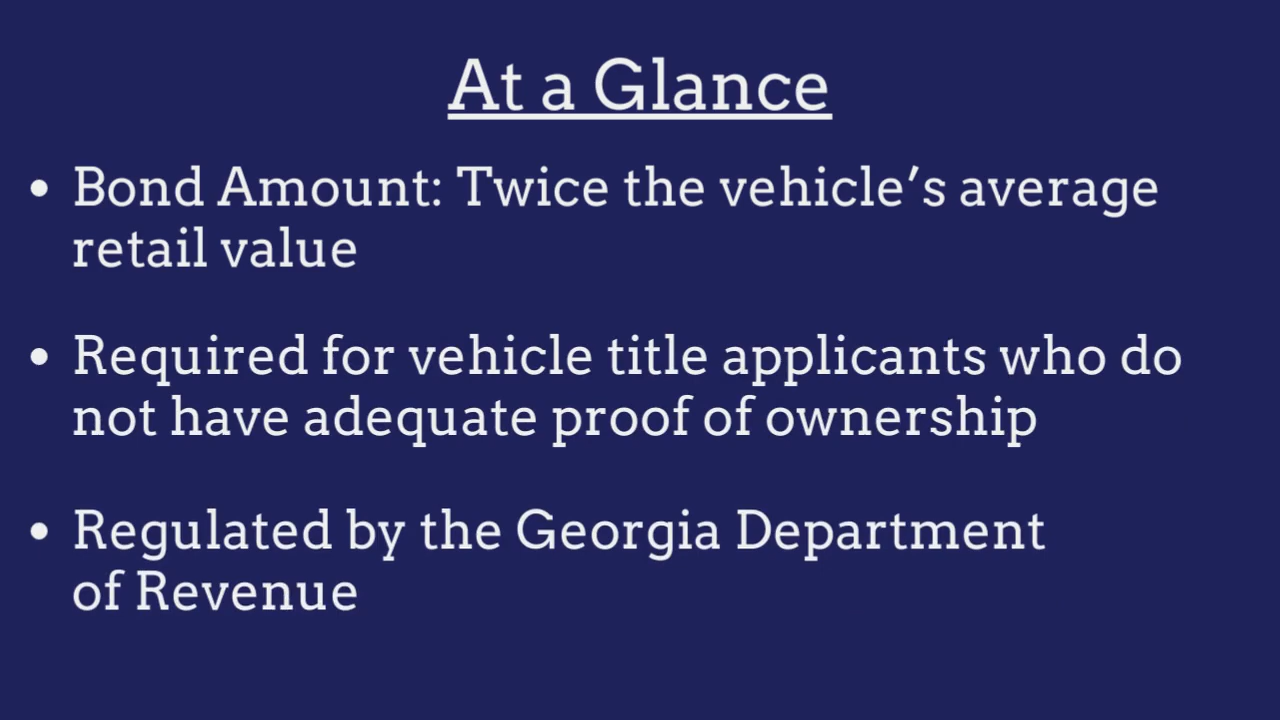 At a Glance
• Bond Amount: Twice the vehicle’s average
retail value
• Required for vehicle title applicants who do
not have adequate proof of ownership
• Regulated by the Georgia Department
of Revenue